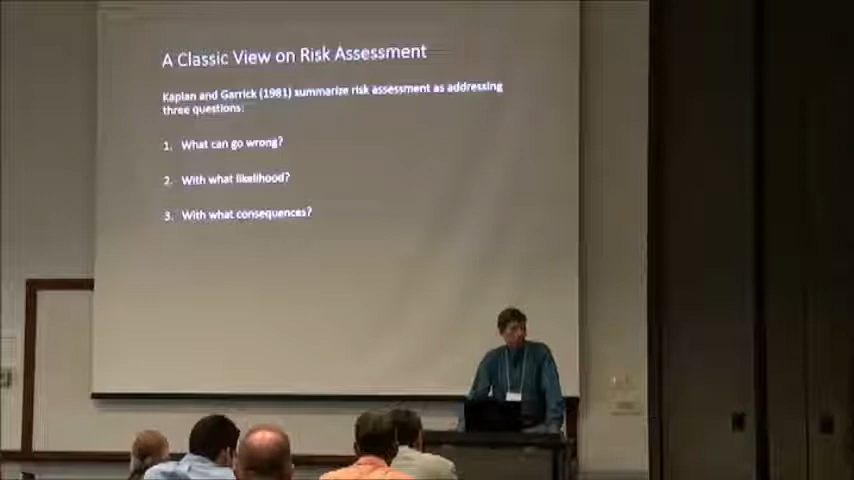 A Classic View on Risk Assessment
Kaplan and Garrick (1981) summarize risk assessment as addressing
three questions:
1. What can go wrong?
2. With what likelihood?
3. With what consequences?